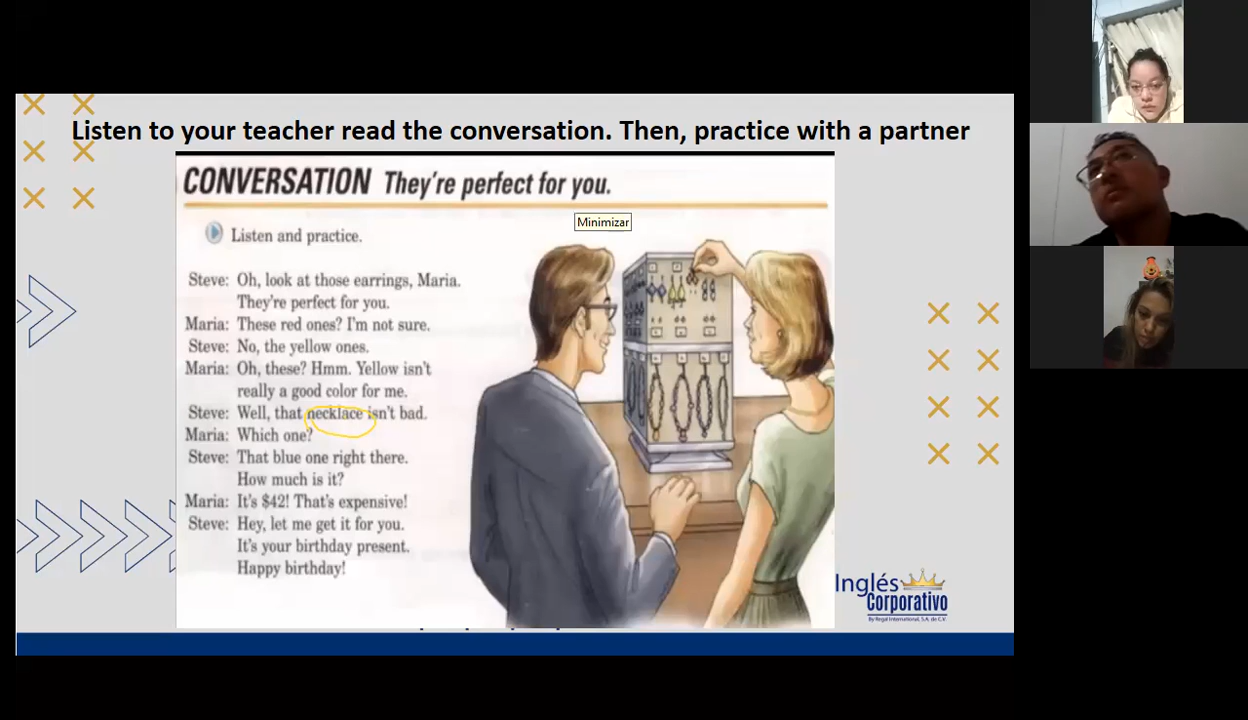 Listen to your teacher read the conversation. Then, practice with a partner
CONVERSATION They're perfect for you.
Minimizar
Listen and practice.
Steve: Oh, look at those earrings, Maria.
They're perfect for you.
Maria: These red ones? I'm not sure.
Steve: No, the yellow ones.
Maria: Oh, these? Hmm. Yellow isn't
really a good color for me.
Steve: Well, that necklace isn't bad.
Maria: Which one?
Steve: That blue one right there.
How much is it?
Maria: It's $42! That's expensive!
Steve: Hey, let me get it for you.
It's your birthday present.
Happy birthday!
Inglés
Corporativo
By Regal International, S.A. de C.V.